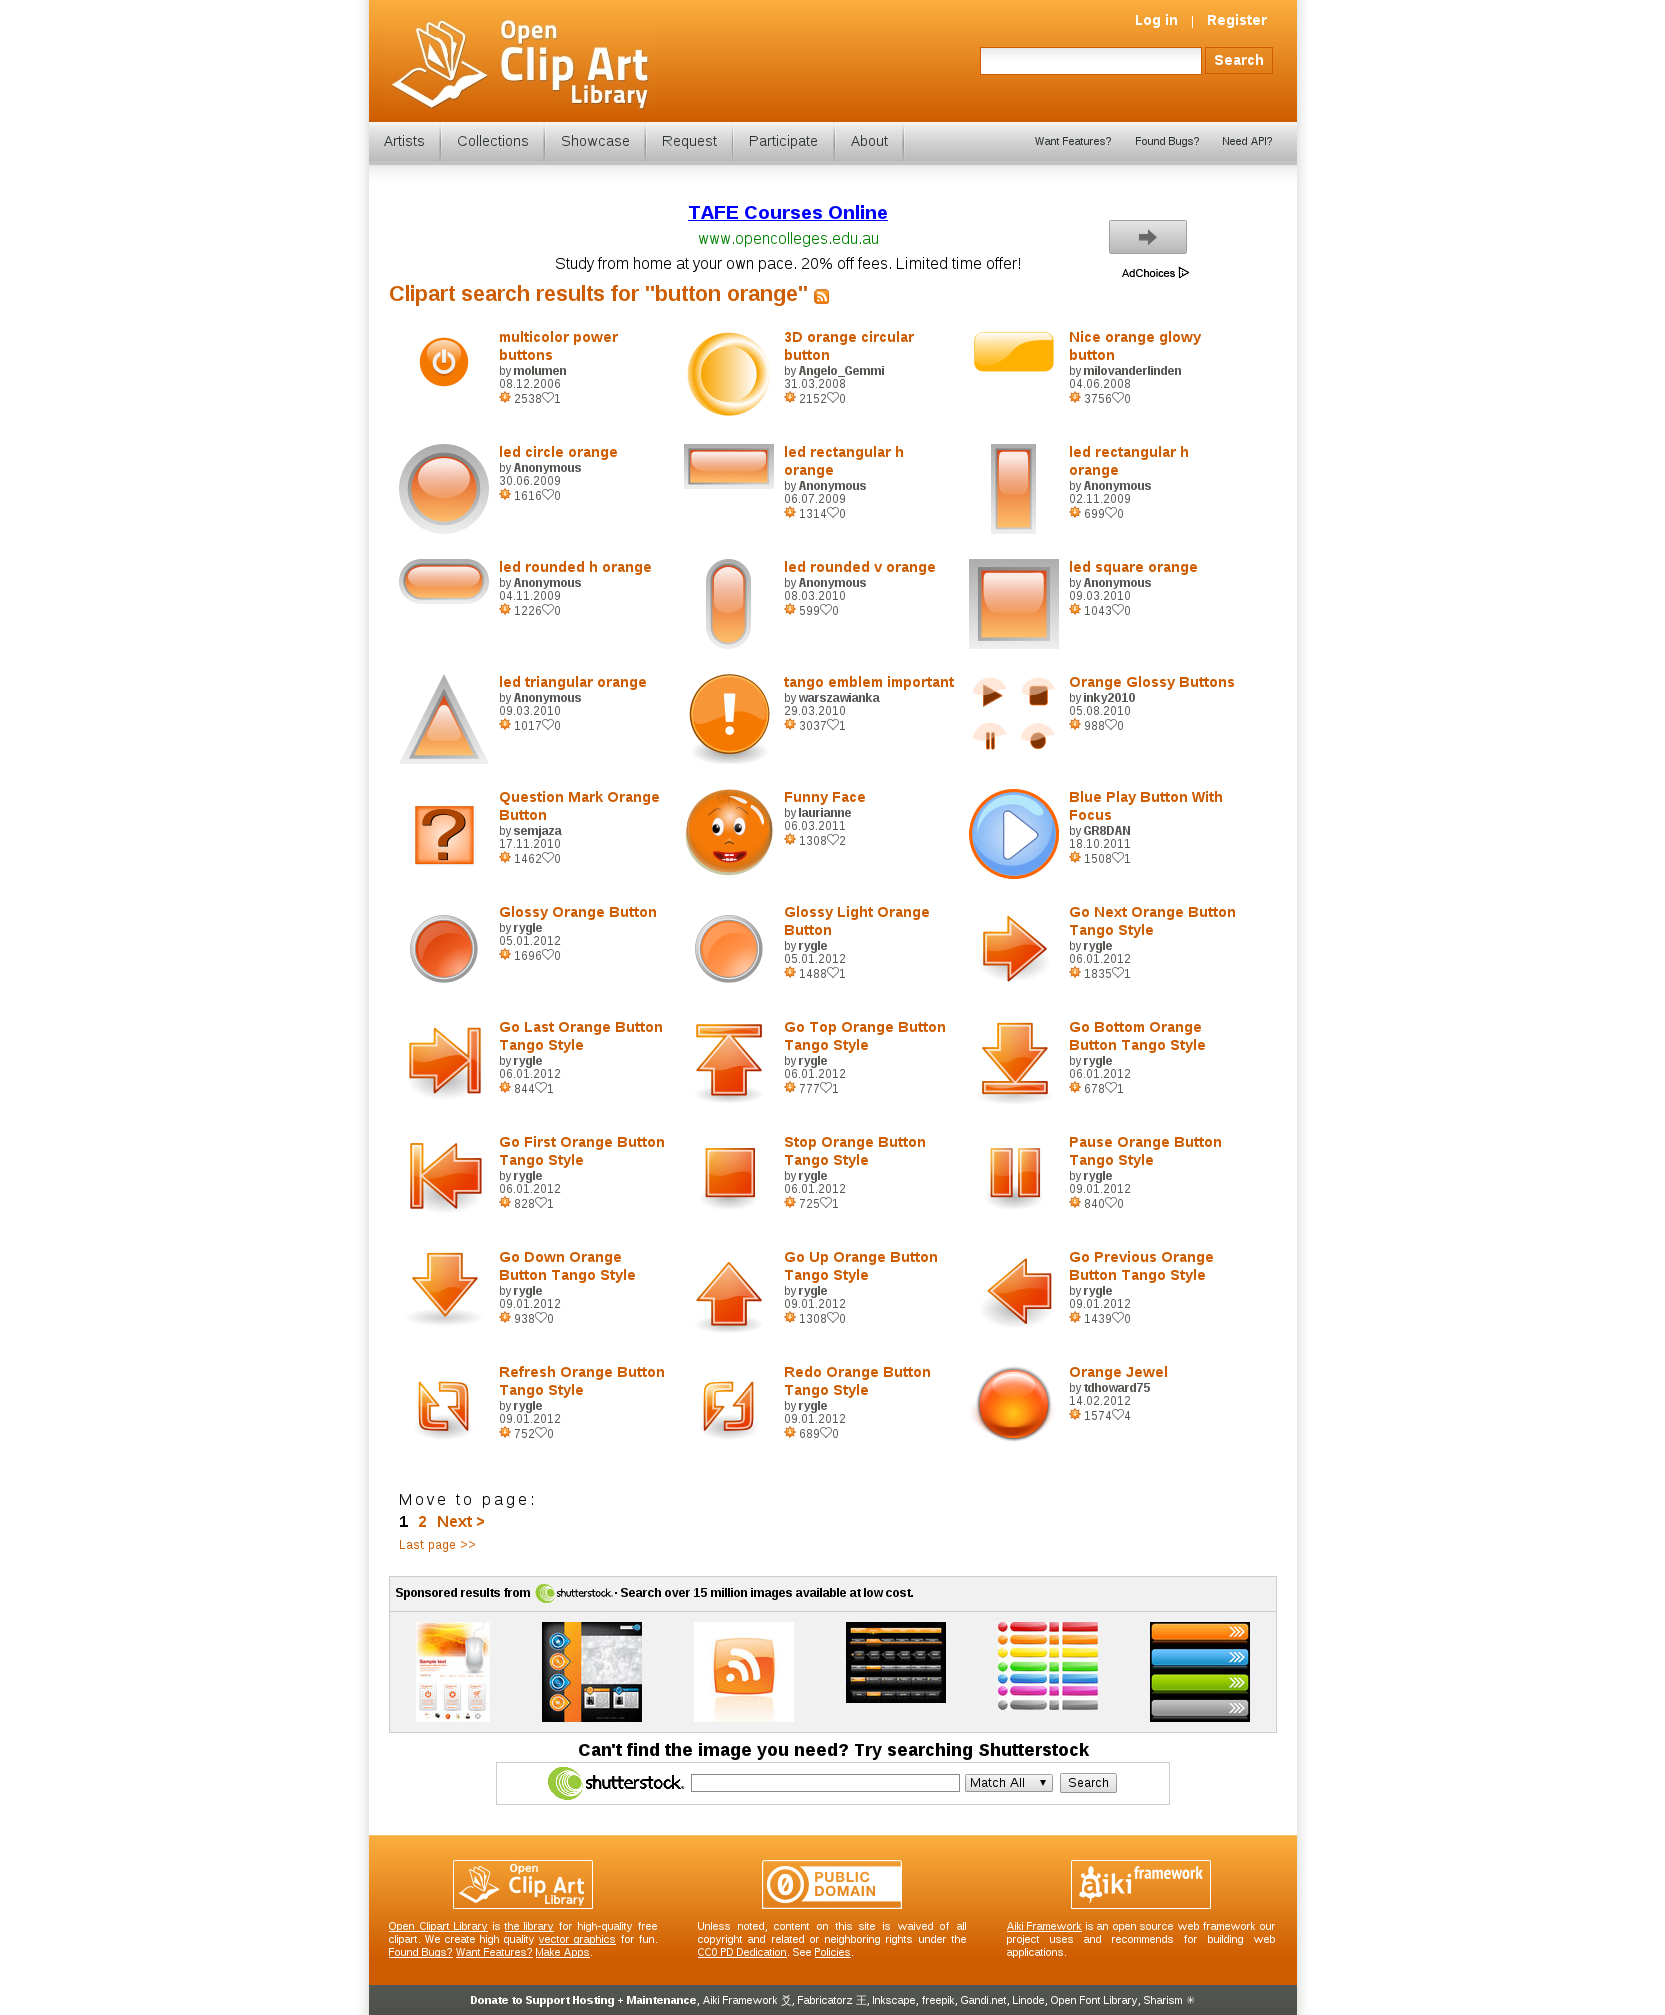 Open
Clip Art
Library
Log in | Register
Search
Artists Collections Showcase Request Participate About Want Features? Found Bugs? Need API?
TAFE Courses Online
www.opencolleges.edu.au
Study from home at your own pace. 20% off fees. Limited time offer!
AdChoices
Clipart search results for "button orange"
multicolor power
buttons
by molumen
08.12.2006
2538 1
3D orange circular
button
by Angelo_Gemmi
31.03.2008
2152 0
Nice orange glowy
button
by milovanderlinden
04.06.2008
3756 0
led circle orange
by Anonymous
30.06.2009
1616 0
led rectangular h
orange
by Anonymous
06.07.2009
1314 0
led rectangular h
orange
by Anonymous
02.11.2009
699 0
led rounded h orange
by Anonymous
04.11.2009
1226 0
led rounded v orange
by Anonymous
08.03.2010
599 0
led square orange
by Anonymous
09.03.2010
1043 0
led triangular orange
by Anonymous
09.03.2010
1017 0
tango emblem important
by warszawianka
29.03.2010
3037 1
Orange Glossy Buttons
by inky2010
05.08.2010
988 0
Question Mark Orange
Button
by semjaza
17.11.2010
1462 0
Funny Face
by laurianne
06.03.2011
1308 2
Blue Play Button With
Focus
by GR8DAN
18.10.2011
1508 1
Glossy Orange Button
by rygle
05.01.2012
1696 0
Glossy Light Orange
Button
by rygle
05.01.2012
1488 1
Go Next Orange Button
Tango Style
by rygle
06.01.2012
1835 1
Go Last Orange Button
Tango Style
by rygle
06.01.2012
844 1
Go Top Orange Button
Tango Style
by rygle
06.01.2012
777 1
Go Bottom Orange
Button Tango Style
by rygle
06.01.2012
678 1
Go First Orange Button
Tango Style
by rygle
06.01.2012
828 1
Stop Orange Button
Tango Style
by rygle
06.01.2012
725 1
Pause Orange Button
Tango Style
by rygle
09.01.2012
840 0
Go Down Orange
Button Tango Style
by rygle
09.01.2012
938 0
Go Up Orange Button
Tango Style
by rygle
09.01.2012
1308 0
Go Previous Orange
Button Tango Style
by rygle
09.01.2012
1439 0
Refresh Orange Button
Tango Style
by rygle
09.01.2012
752 0
Redo Orange Button
Tango Style
by rygle
09.01.2012
689 0
Orange Jewel
by tdhoward75
14.02.2012
1574 4
Move to page:
1 2 Next >
Last page >>
Sponsored results from shutterstock · Search over 15 million images available at low cost.
Sample text
Can't find the image you need? Try searching Shutterstock
shutterstock Match All Search
Open
Clip Art
Library
Open Clipart Library is the library for high-quality free
clipart. We create high quality vector graphics for fun.
Found Bugs? Want Features? Make Apps.
PUBLIC
DOMAIN
Unless noted, content on this site is waived of all
copyright and related or neighboring rights under the
CC0 PD Dedication. See Policies.
aiki framework
Aiki Framework is an open source web framework our
project uses and recommends for building web
applications.
Donate to Support Hosting + Maintenance, Aiki Framework 爻, Fabricatorz 王, Inkscape, freepik, Gandi.net, Linode, Open Font Library, Sharism ✳